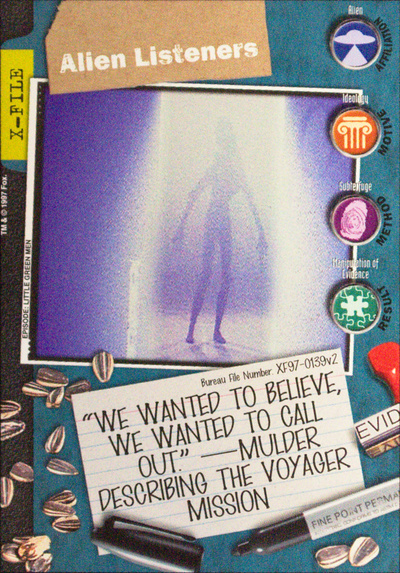 Alien Listeners
X-FILE
TM & © 1997 Fox.
EPISODE: LITTLE GREEN MEN
Alien
AFFILIATION
Ideology
MOTIVE
Subterfuge
METHOD
Manipulation of
Evidence
RESULT
Bureau File Number: XF97-0139v2
“WE WANTED TO BELIEVE,
WE WANTED TO CALL
OUT.” —MULDER
DESCRIBING THE VOYAGER
MISSION
EVID
FINE POINT PERMA